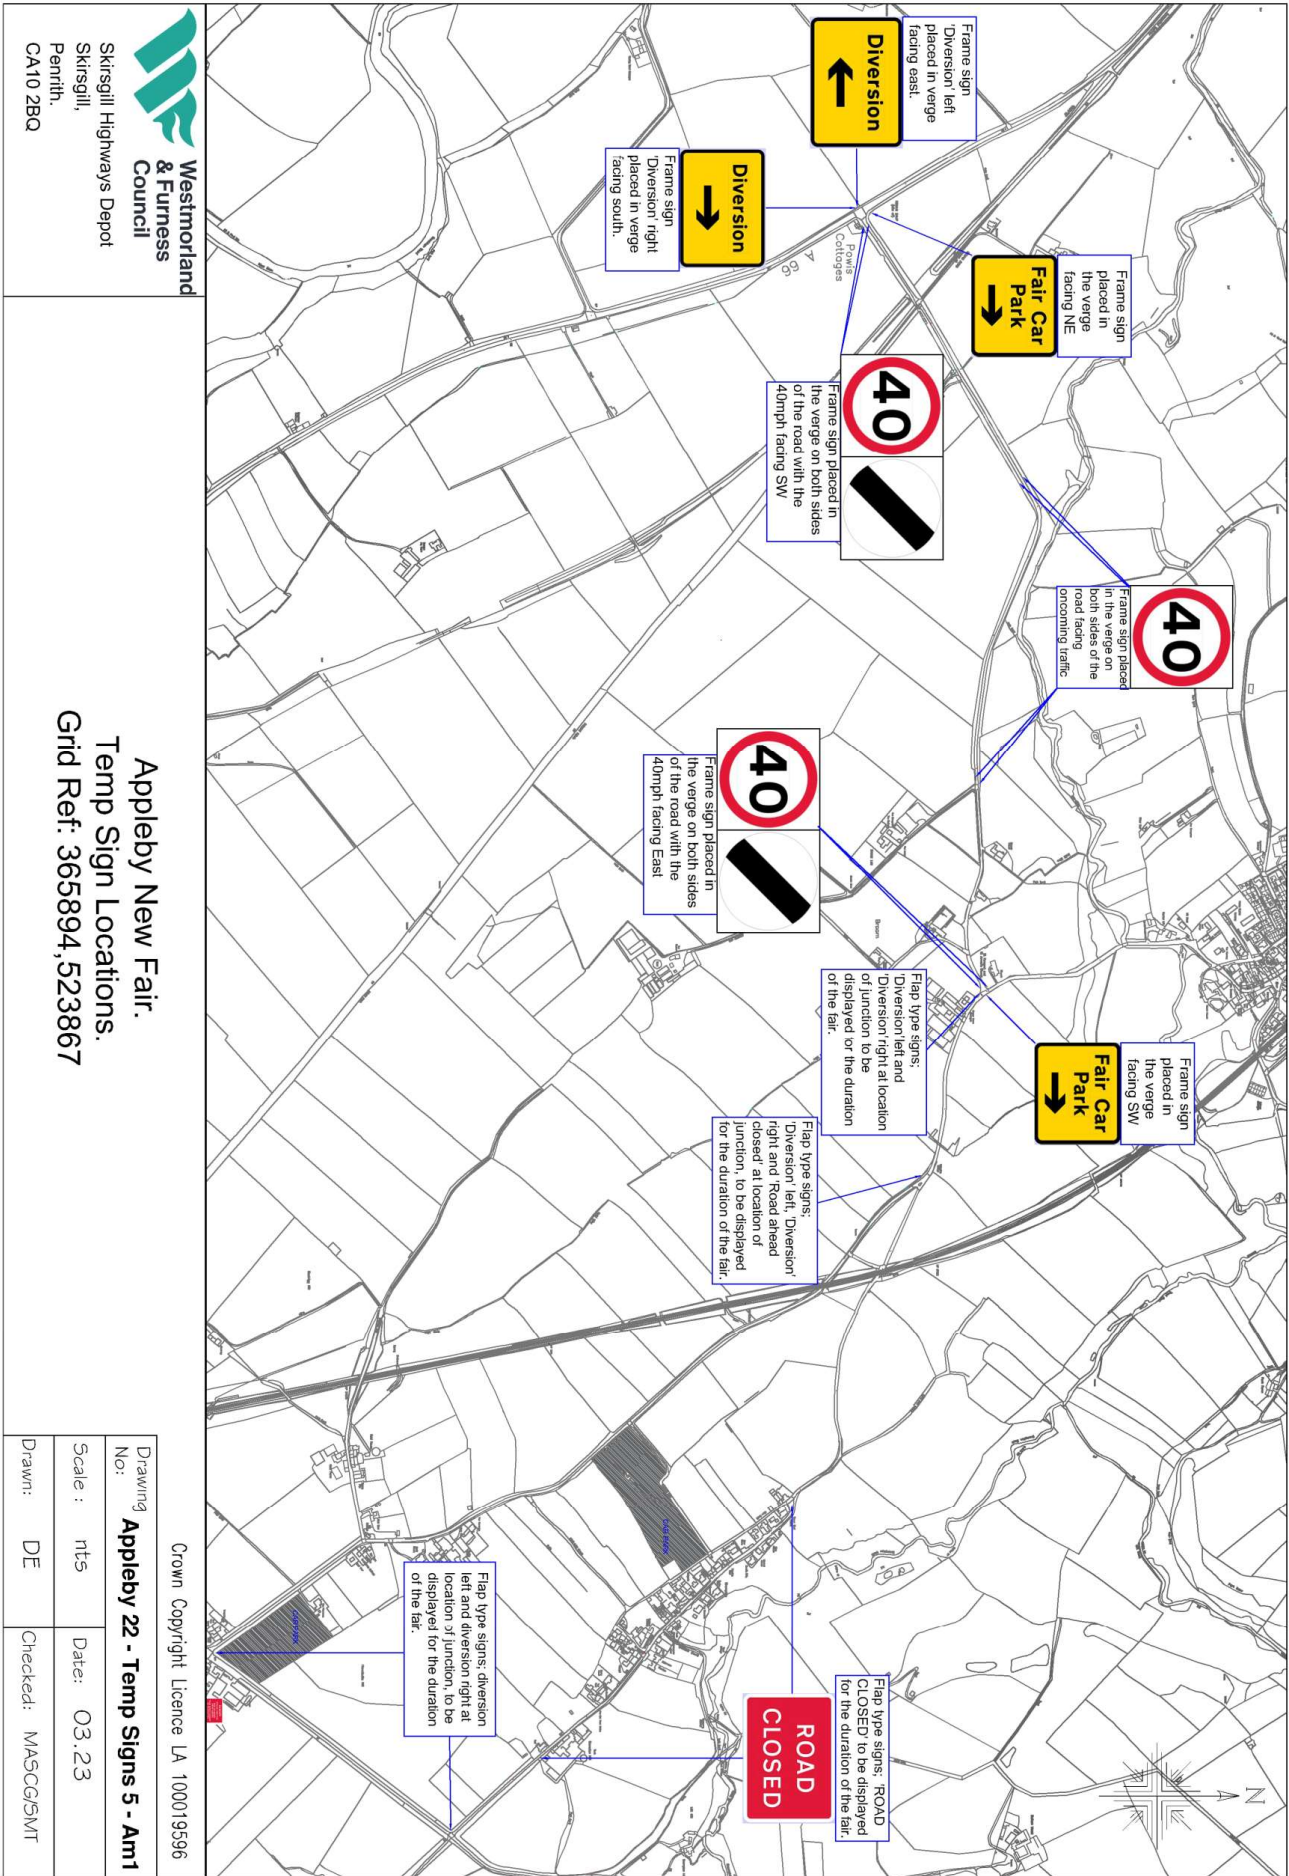 Frame sign
'Diversion' left
placed in verge
facing east.
Diversion
Frame sign
'Diversion' right
placed in verge
facing south.
Diversion
Frame sign
placed in
the verge
facing NE
Fair Car
Park
Powis
Cottages
A 66
40
Frame sign placed in
the verge on both sides
of the road with the
40mph facing SW
40
Frame sign placed
in the verge on
both sides of the
road facing
oncoming traffic
40
Frame sign placed in
the verge on both sides
of the road with the
40mph facing East
Broom
Frame sign
placed in
the verge
facing SW
Fair Car
Park
Flap type signs;
'Diversion'left and
'Diversion'right at location
of junction to be
displayed for the duration
of the fair.
Flap type signs;
'Diversion' left, 'Diversion'
right and 'Road ahead
closed' at location of
junction, to be displayed
for the duration of the fair.
CAR PARK
CAR PARK
Flap type signs; diversion
left and diversion right at
location of junction, to be
displayed for the duration
of the fair.
Flap type signs; 'ROAD
CLOSED' to be displayed
for the duration of the fair.
ROAD
CLOSED
N
Westmorland
& Furness
Council
Skirsgill Highways Depot
Skirsgill,
Penrith.
CA10 2BQ
Appleby New Fair.
Temp Sign Locations.
Grid Ref: 365894,523867
Crown Copyright Licence LA 100019596
Drawing No: Appleby 22 - Temp Signs 5 - Am1
Scale : nts
Date: 03.23
Drawn: DE
Checked: MASCG/SMT